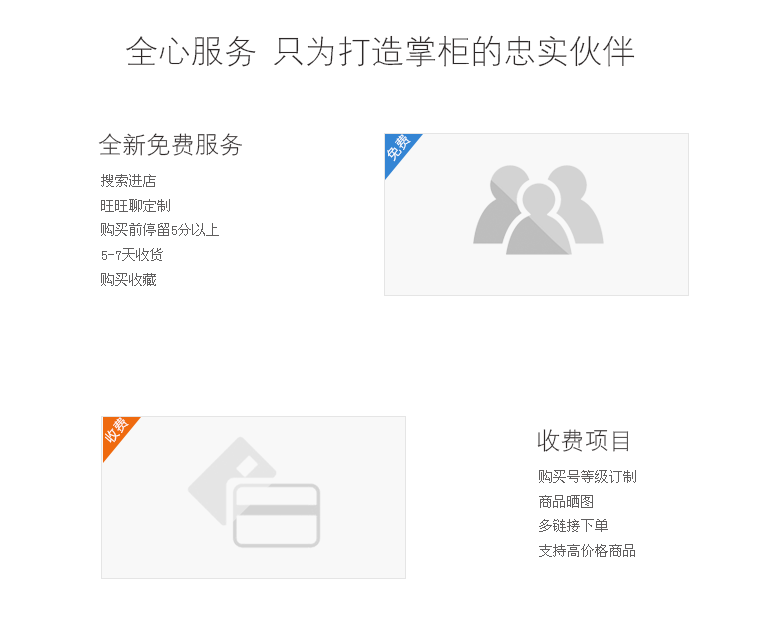 全心服务 只为打造掌柜的忠实伙伴
全新免费服务
搜索进店
旺旺聊定制
购买前停留5分以上
5-7天收货
购买收藏
免费
收费
收费项目
购买号等级订制
商品晒图
多链接下单
支持高价格商品